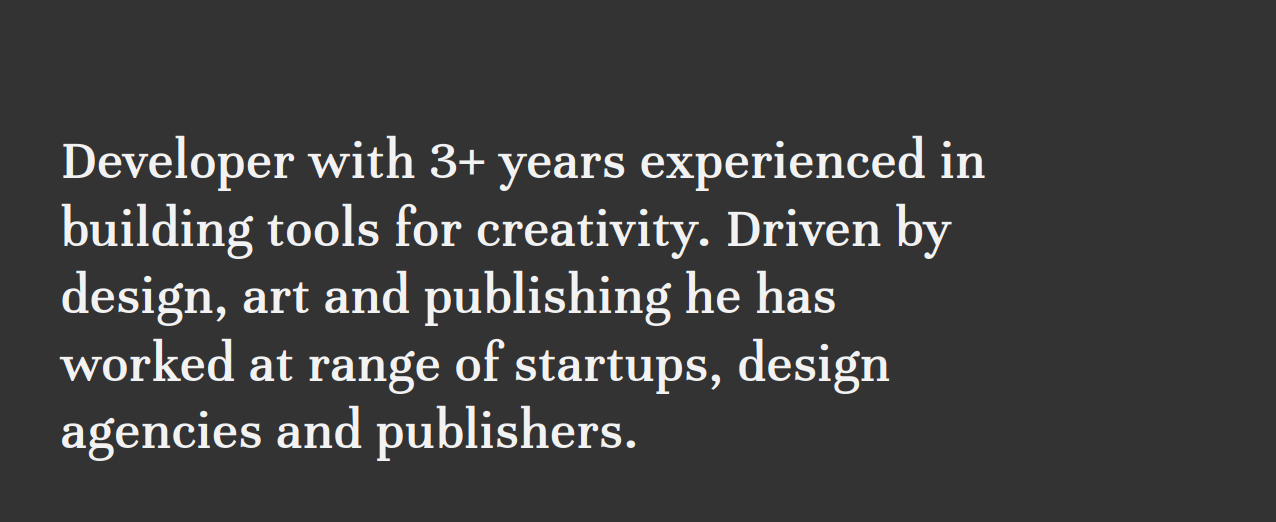 Developer with 3+ years experienced in
building tools for creativity. Driven by
design, art and publishing he has
worked at range of startups, design
agencies and publishers.